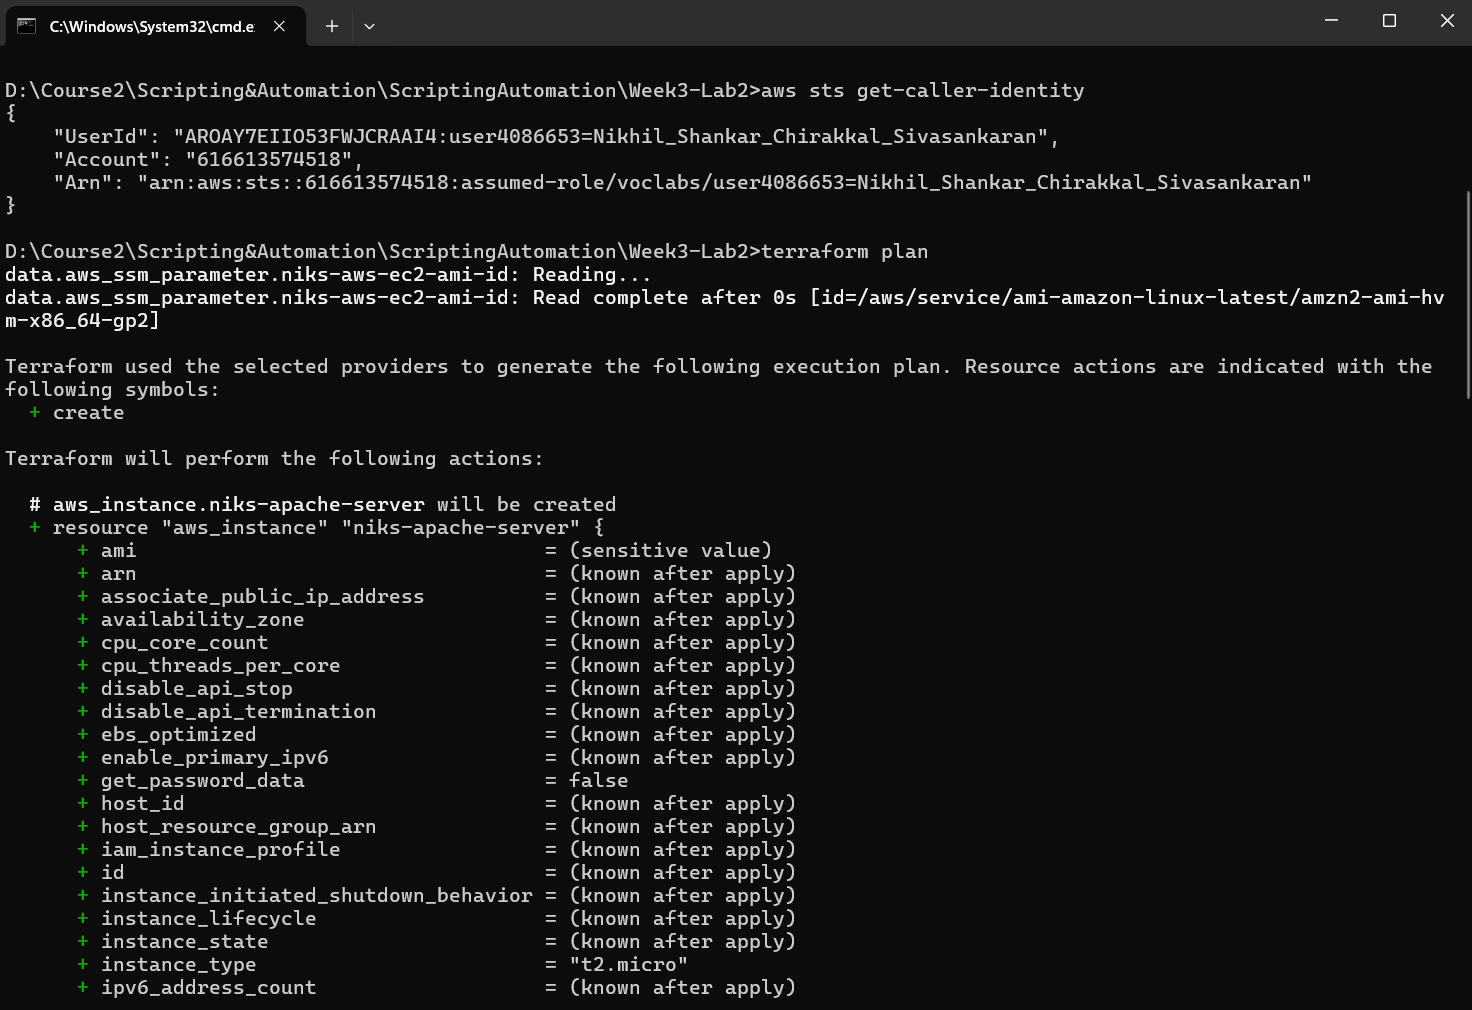 C:\Windows\System32\cmd.e
D:\Course2\Scripting&Automation\ScriptingAutomation\Week3-Lab2>aws sts get-caller-identity
{
    "UserId": "AROAY7EIIO53FWJCRAAI4:user4086653=Nikhil_Shankar_Chirakkal_Sivasankaran",
    "Account": "616613574518",
    "Arn": "arn:aws:sts::616613574518:assumed-role/voclabs/user4086653=Nikhil_Shankar_Chirakkal_Sivasankaran"
}
D:\Course2\Scripting&Automation\ScriptingAutomation\Week3-Lab2>terraform plan
data.aws_ssm_parameter.niks-aws-ec2-ami-id: Reading...
data.aws_ssm_parameter.niks-aws-ec2-ami-id: Read complete after 0s [id=/aws/service/ami-amazon-linux-latest/amzn2-ami-hv
m-x86_64-gp2]
Terraform used the selected providers to generate the following execution plan. Resource actions are indicated with the
following symbols:
  + create
Terraform will perform the following actions:
  # aws_instance.niks-apache-server will be created
  + resource "aws_instance" "niks-apache-server" {
      + ami                                  = (sensitive value)
      + arn                                  = (known after apply)
      + associate_public_ip_address          = (known after apply)
      + availability_zone                    = (known after apply)
      + cpu_core_count                       = (known after apply)
      + cpu_threads_per_core                 = (known after apply)
      + disable_api_stop                     = (known after apply)
      + disable_api_termination              = (known after apply)
      + ebs_optimized                        = (known after apply)
      + enable_primary_ipv6                  = (known after apply)
      + get_password_data                    = false
      + host_id                              = (known after apply)
      + host_resource_group_arn              = (known after apply)
      + iam_instance_profile                 = (known after apply)
      + id                                   = (known after apply)
      + instance_initiated_shutdown_behavior = (known after apply)
      + instance_lifecycle                   = (known after apply)
      + instance_state                       = (known after apply)
      + instance_type                        = "t2.micro"
      + ipv6_address_count                   = (known after apply)